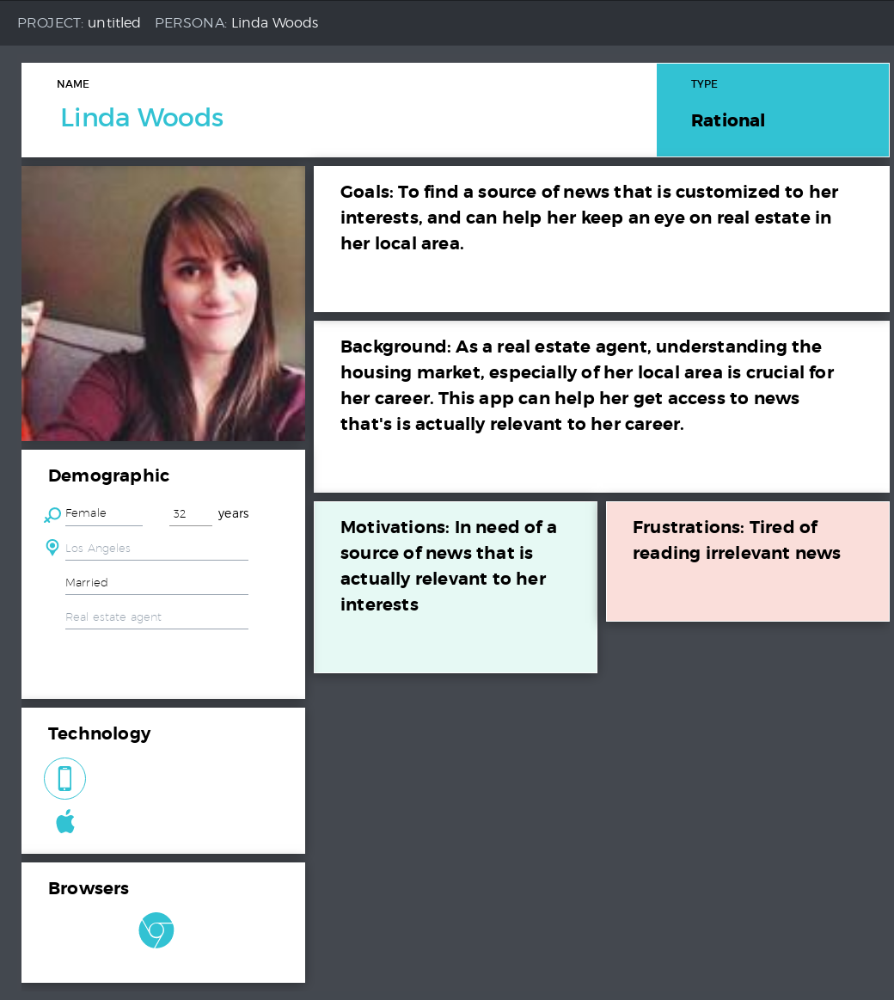 PROJECT: untitled PERSONA: Linda Woods
NAME
Linda Woods
TYPE
Rational
Goals: To find a source of news that is customized to her
interests, and can help her keep an eye on real estate in
her local area.
Background: As a real estate agent, understanding the
housing market, especially of her local area is crucial for
her career. This app can help her get access to news
that's is actually relevant to her career.
Demographic
Female 32 years
Los Angeles
Married
Real estate agent
Motivations: In need of a
source of news that is
actually relevant to her
interests
Frustrations: Tired of
reading irrelevant news
Technology
Browsers